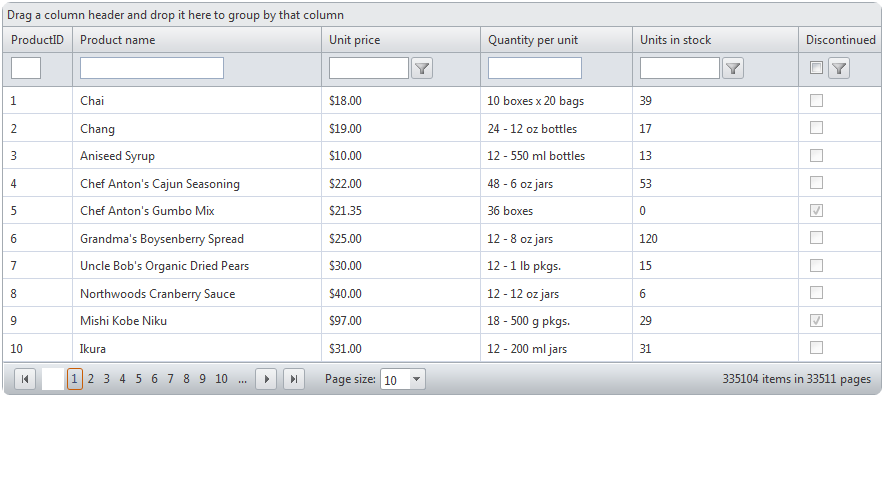 Drag a column header and drop it here to group by that column
ProductID Product name Unit price Quantity per unit Units in stock Discontinued
1 Chai $18.00 10 boxes x 20 bags 39
2 Chang $19.00 24 - 12 oz bottles 17
3 Aniseed Syrup $10.00 12 - 550 ml bottles 13
4 Chef Anton's Cajun Seasoning $22.00 48 - 6 oz jars 53
5 Chef Anton's Gumbo Mix $21.35 36 boxes 0
6 Grandma's Boysenberry Spread $25.00 12 - 8 oz jars 120
7 Uncle Bob's Organic Dried Pears $30.00 12 - 1 lb pkgs. 15
8 Northwoods Cranberry Sauce $40.00 12 - 12 oz jars 6
9 Mishi Kobe Niku $97.00 18 - 500 g pkgs. 29
10 Ikura $31.00 12 - 200 ml jars 31
1 2 3 4 5 6 7 8 9 10 ... Page size: 10 335104 items in 33511 pages